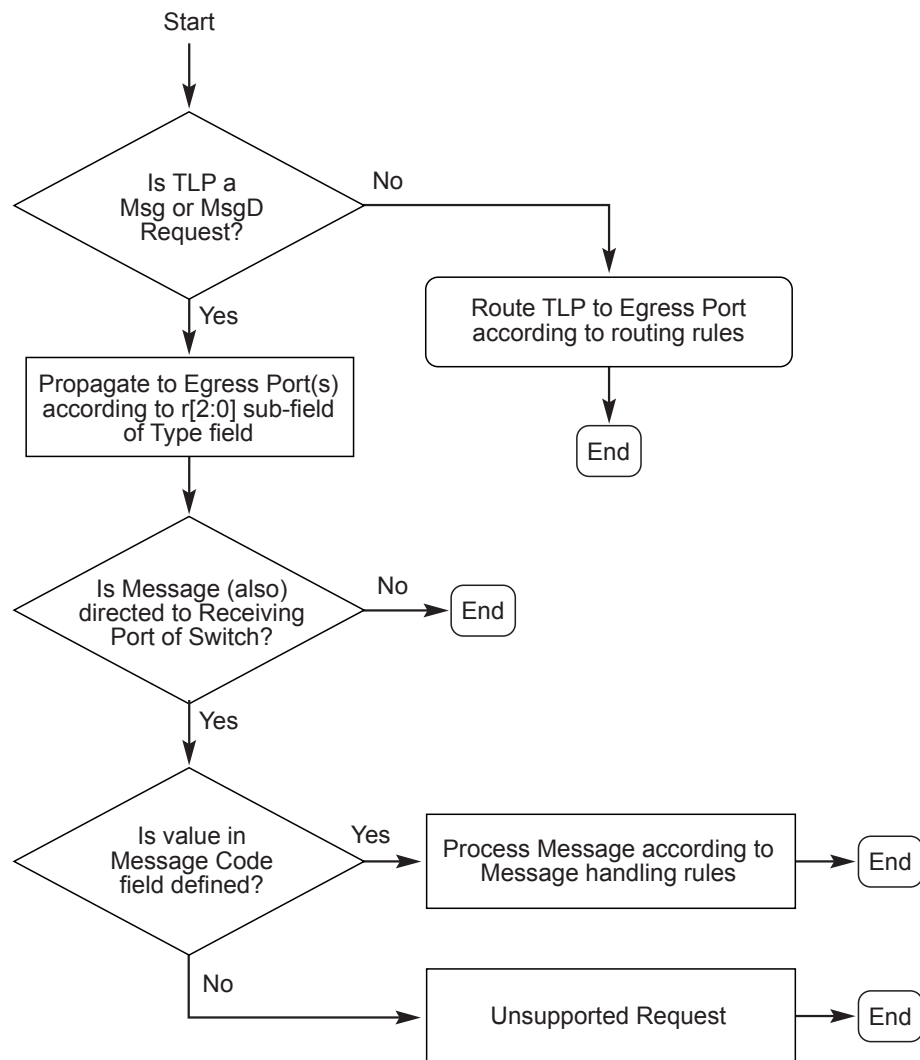 Start
Is TLP a
Msg or MsgD
Request?
No
Route TLP to Egress Port
according to routing rules
End
Yes
Propagate to Egress Port(s)
according to r[2:0] sub-field
of Type field
Is Message (also)
directed to Receiving
Port of Switch?
No
End
Yes
Is value in
Message Code
field defined?
Yes
Process Message according to
Message handling rules
End
No
Unsupported Request
End